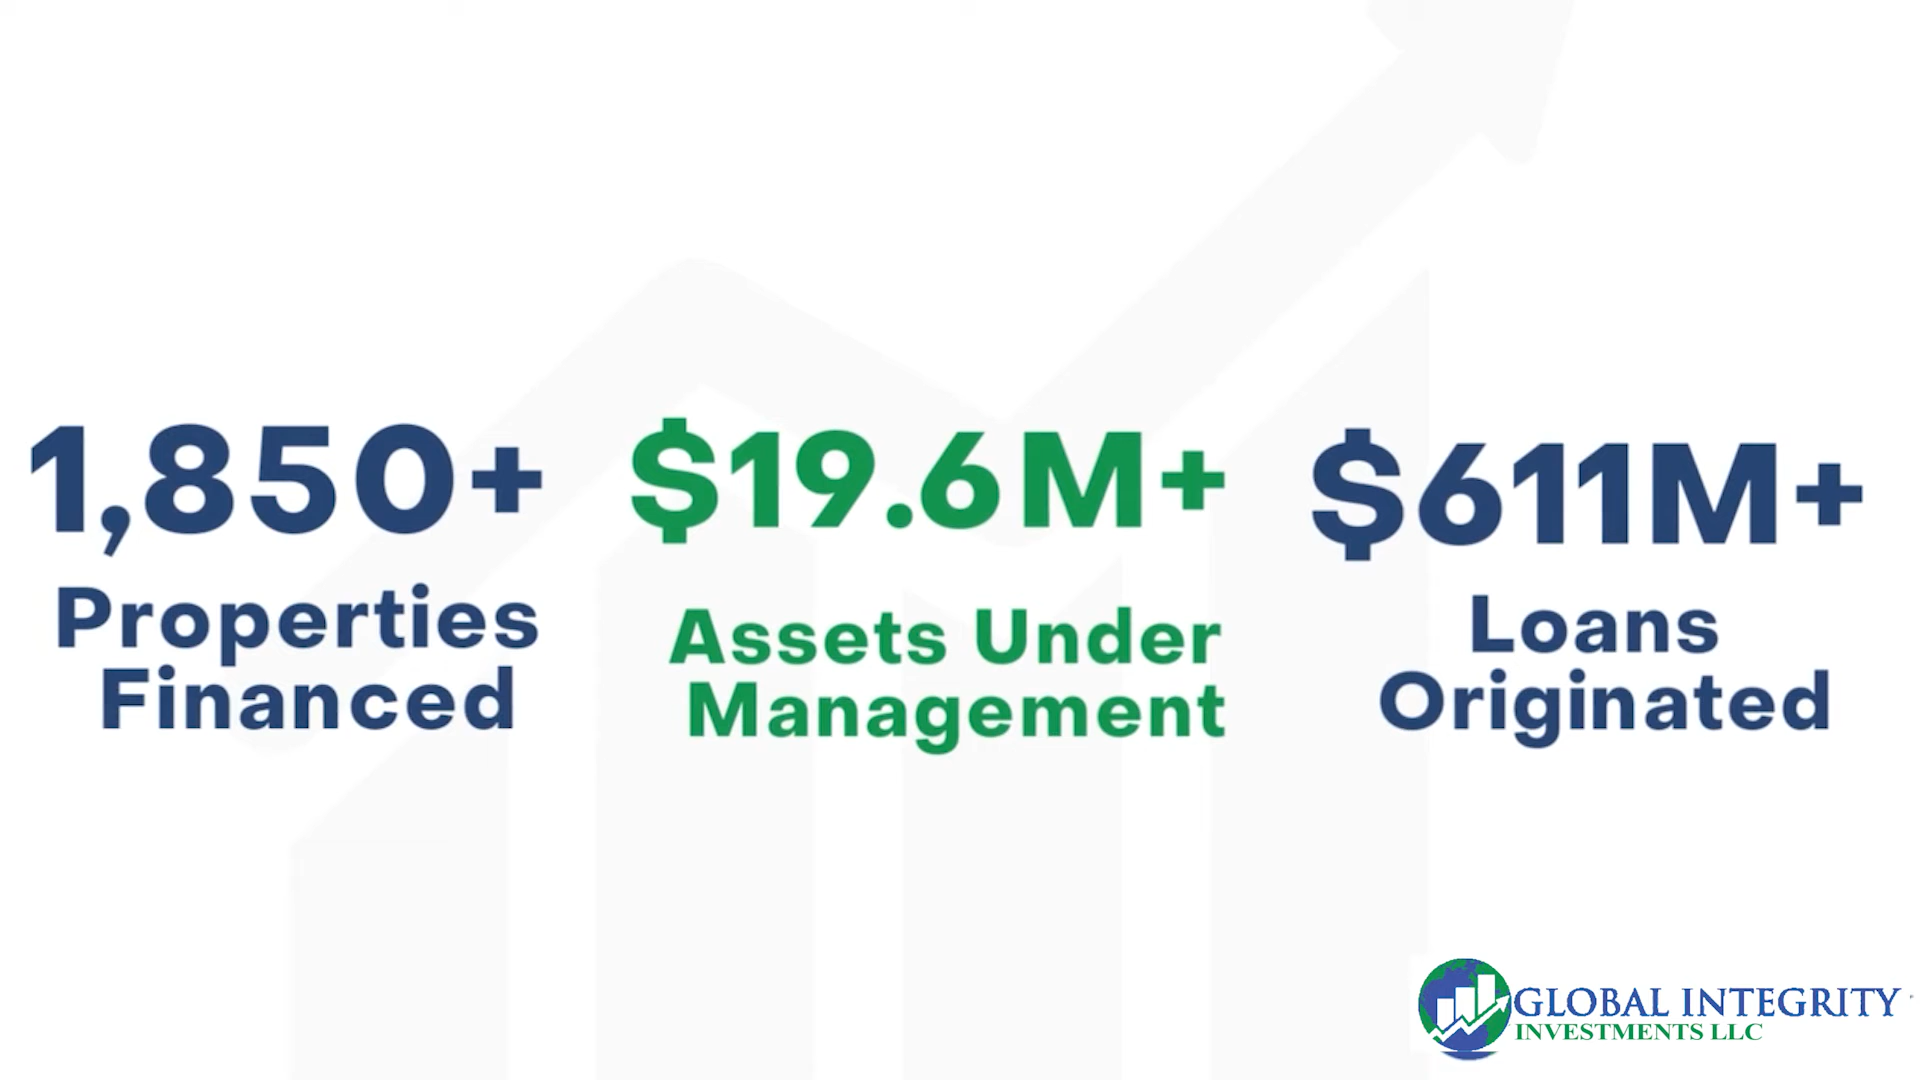 1,850+
Properties
Financed
$19.6M+
Assets Under
Management
$611M+
Loans
Originated
GLOBAL INTEGRITY
INVESTMENTS LLC